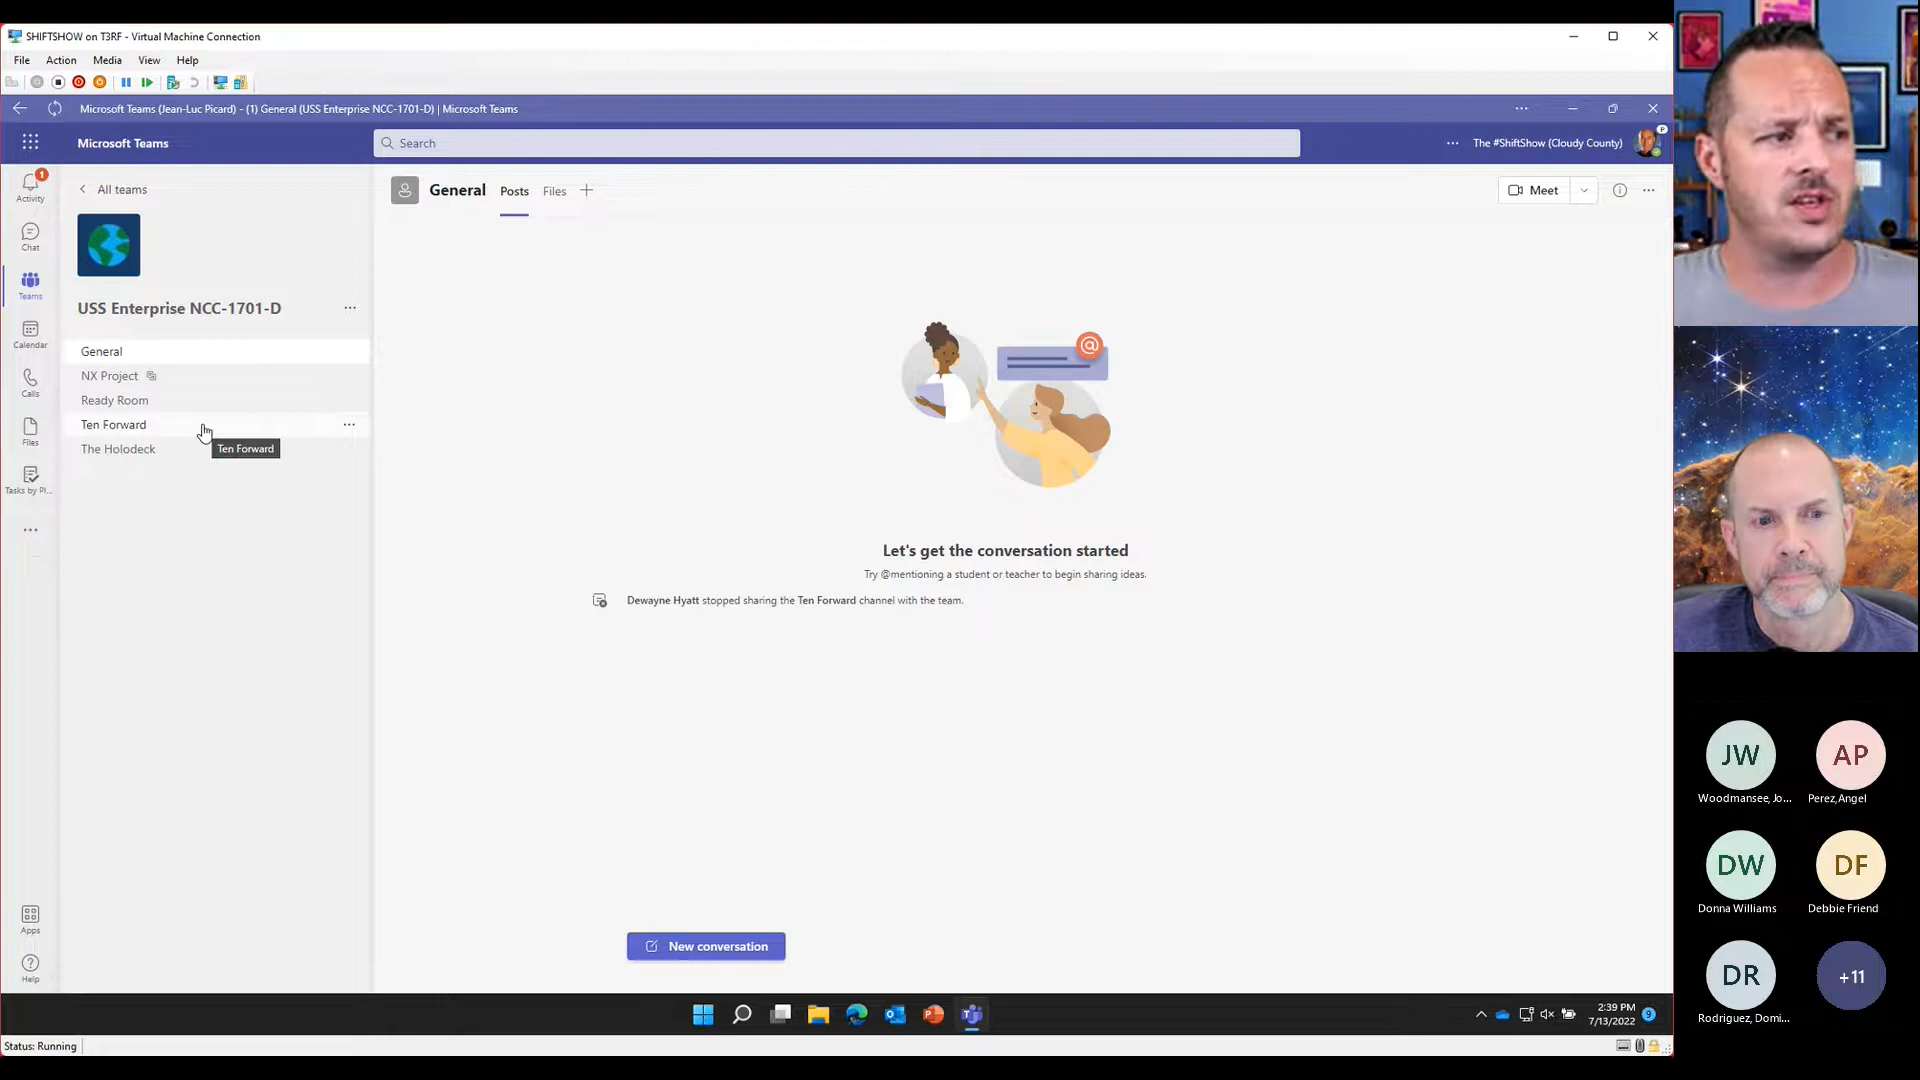 SHIFTSHOW on T3RF - Virtual Machine Connection
File Action Media View Help
Microsoft Teams (Jean-Luc Picard) - (1) General (USS Enterprise NCC-1701-D) | Microsoft Teams
Microsoft Teams
Search
The #ShiftShow (Cloudy County)
P
1
Activity
Chat
Teams
Calendar
Calls
Files
Tasks by Pl...
Apps
Help
All teams
USS Enterprise NCC-1701-D
General
NX Project
Ready Room
Ten Forward
Ten Forward
The Holodeck
General Posts Files
Meet
@
Let's get the conversation started
Try @mentioning a student or teacher to begin sharing ideas.
Dewayne Hyatt stopped sharing the Ten Forward channel with the team.
New conversation
2:39 PM
7/13/2022
9
Status: Running
JW
Woodmansee, Jo...
AP
Perez,Angel
DW
Donna Williams
DF
Debbie Friend
DR
Rodriguez, Domi...
+11